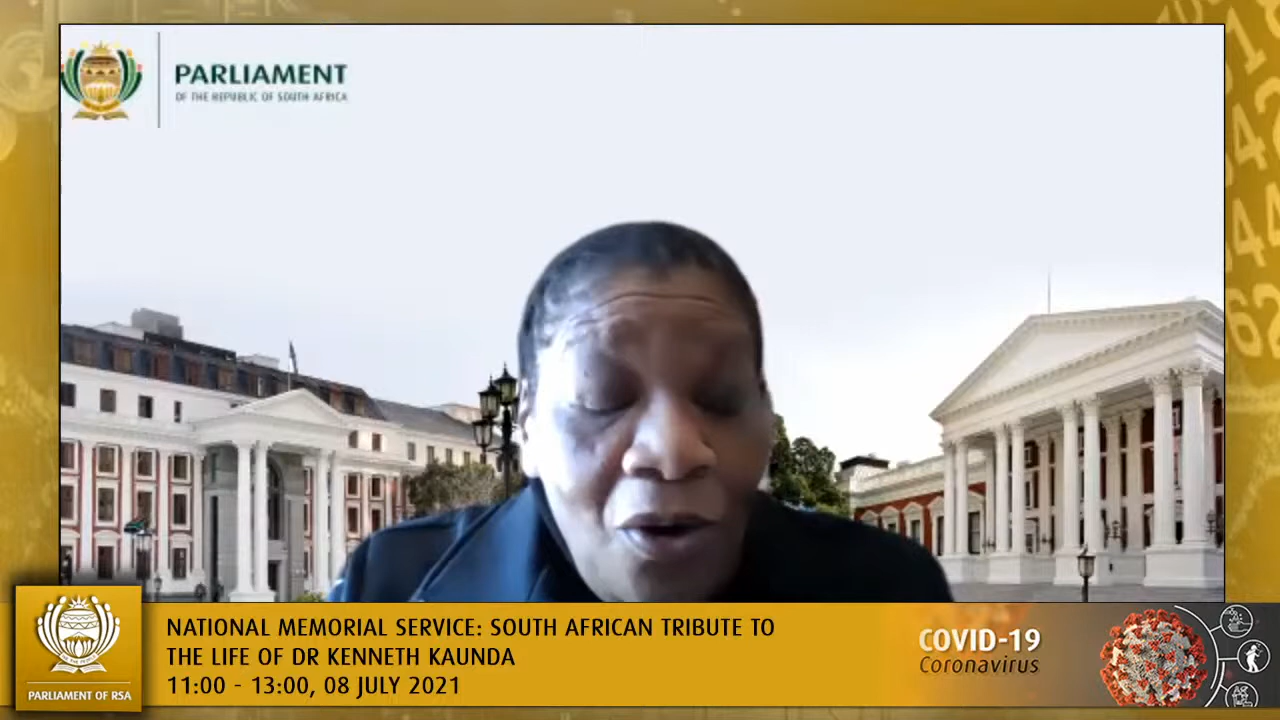 PARLIAMENT
OF THE REPUBLIC OF SOUTH AFRICA
NATIONAL MEMORIAL SERVICE: SOUTH AFRICAN TRIBUTE TO
THE LIFE OF DR KENNETH KAUNDA
11:00 - 13:00, 08 JULY 2021
PARLIAMENT OF RSA
COVID-19
Coronavirus